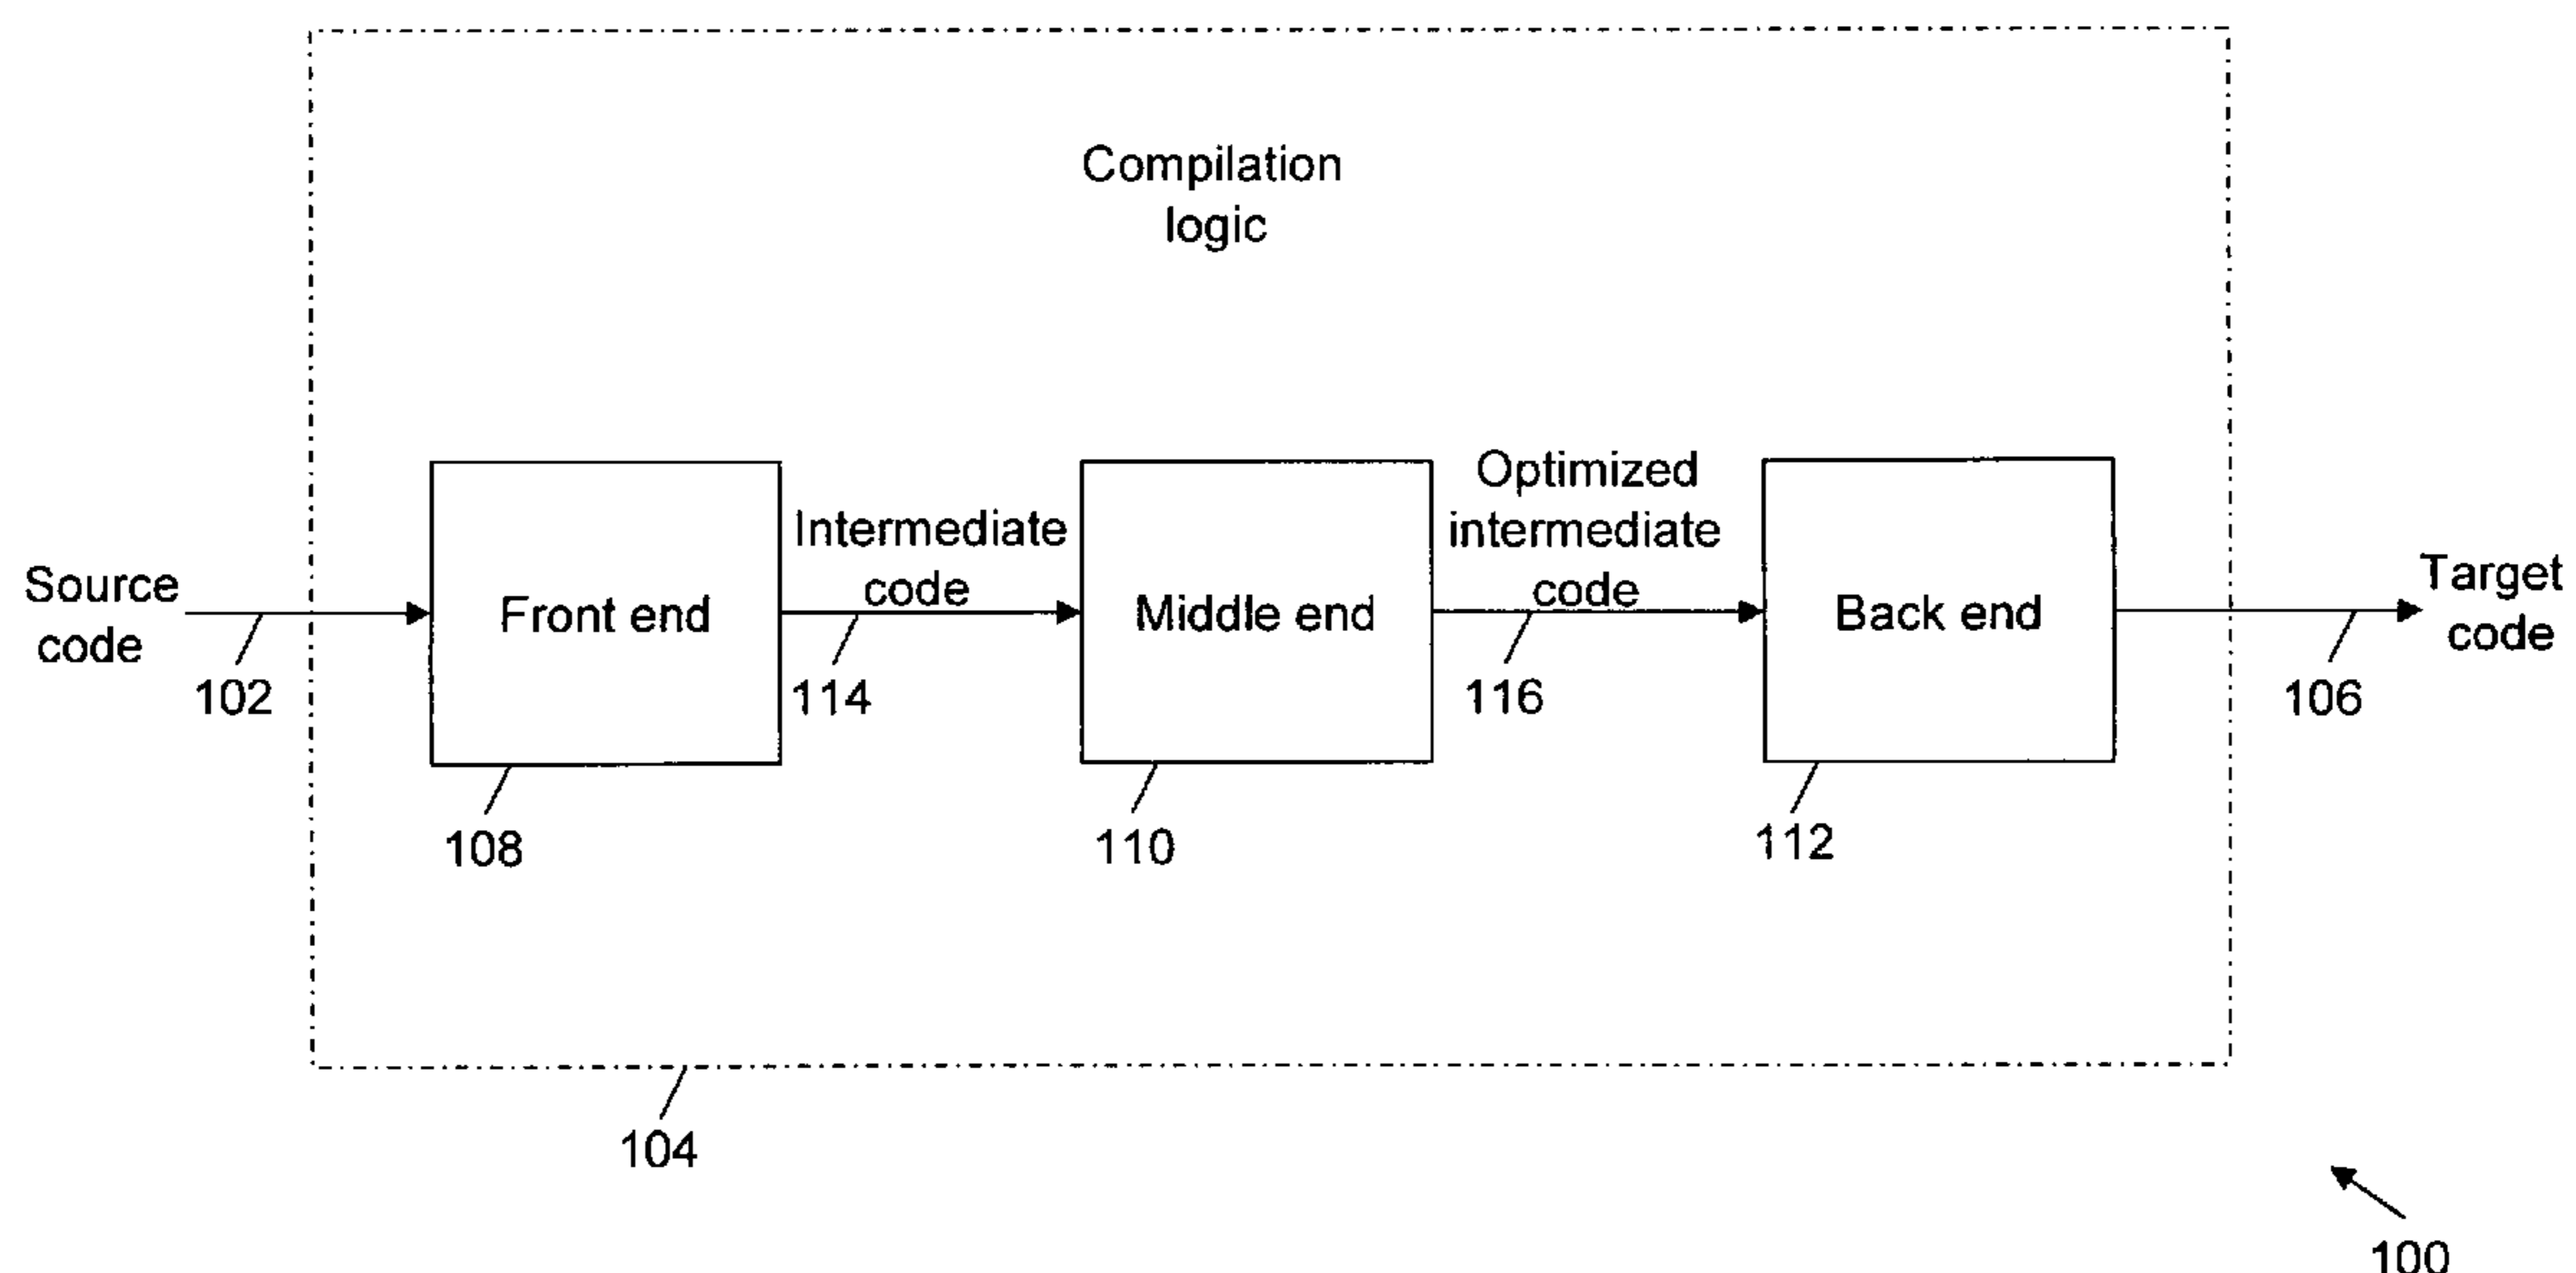 Compilation
logic
Source
code
102
Front end
108
Intermediate
code
114
Middle end
110
Optimized
intermediate
code
116
Back end
112
Target
code
106
104
100